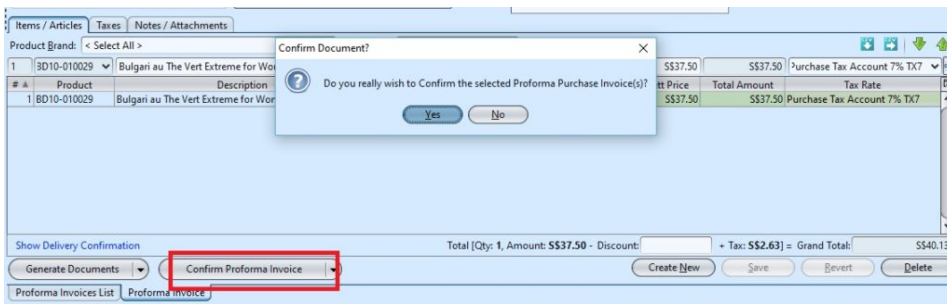 Items / Articles Taxes Notes / Attachments
Product Brand: < Select All >
Confirm Document?
1 3D10-010029 Bulgari au The Vert Extreme for Wor S$37.50 S$37.50 Purchase Tax Account 7% TX7
Do you really wish to Confirm the selected Proforma Purchase Invoice(s)?
# Product Description tt Price Total Amount Tax Rate
1 BD10-010029 Bulgari au The Vert Extreme for Wor S$37.50 S$37.50 Purchase Tax Account 7% TX7
Yes No
Show Delivery Confirmation Total [Qty: 1, Amount: S$37.50 - Discount: + Tax: S$2.63] = Grand Total: S$40.13
Generate Documents Confirm Proforma Invoice Create New Save Revert Delete
Proforma Invoices List Proforma Invoice